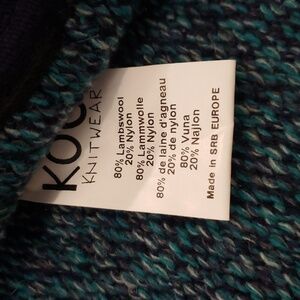 KOO
KNITWEAR
80% Lambswool
20% Nylon
80% Lammwolle
20% Nylon
80% de laine d'agneau
20% de nylon
80% Vuna
20% Najlon
Made in SRB EUROPE